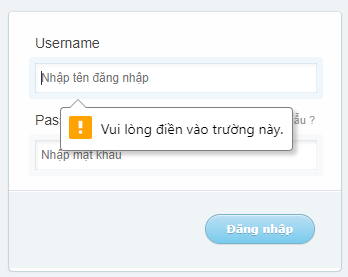 Username
Nhập tên đăng nhập
Vui lòng điền vào trường này.
Nhập mật khẩu
Đăng nhập